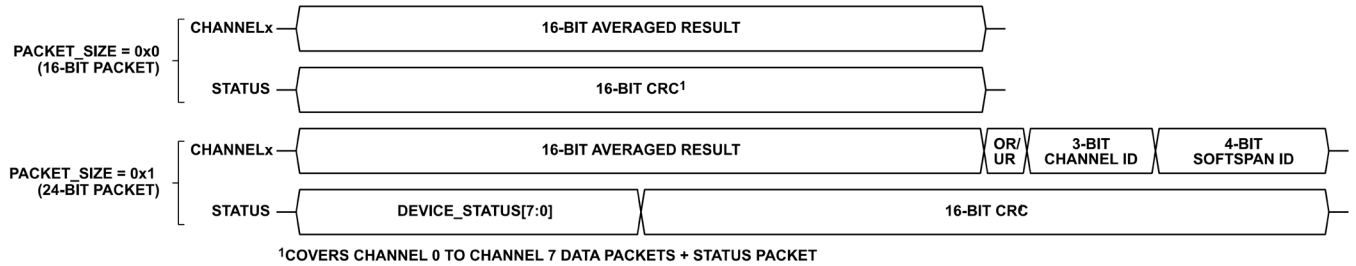 CHANNELx
16-BIT AVERAGED RESULT
PACKET_SIZE = 0x0
(16-BIT PACKET)
STATUS
16-BIT CRC¹
CHANNELx
16-BIT AVERAGED RESULT
OR/
UR
3-BIT
CHANNEL ID
4-BIT
SOFTSPAN ID
PACKET_SIZE = 0x1
(24-BIT PACKET)
STATUS
DEVICE_STATUS[7:0]
16-BIT CRC
¹COVERS CHANNEL 0 TO CHANNEL 7 DATA PACKETS + STATUS PACKET